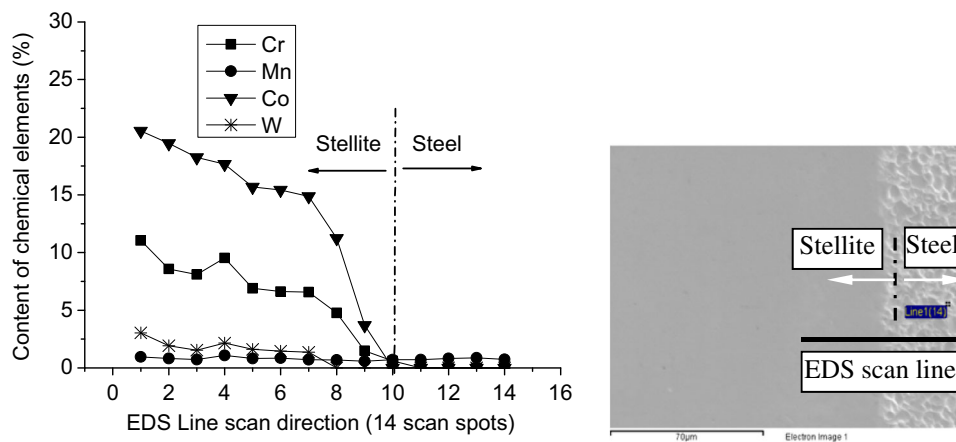 30
25
20
15
10
5
0
Content of chemical elements (%)
Cr
Mn
Co
W
Stellite
Steel
0 2 4 6 8 10 12 14 16
EDS Line scan direction (14 scan spots)
Stellite
Steel
Line1(14)
EDS scan line
70μm
Electron Image 1